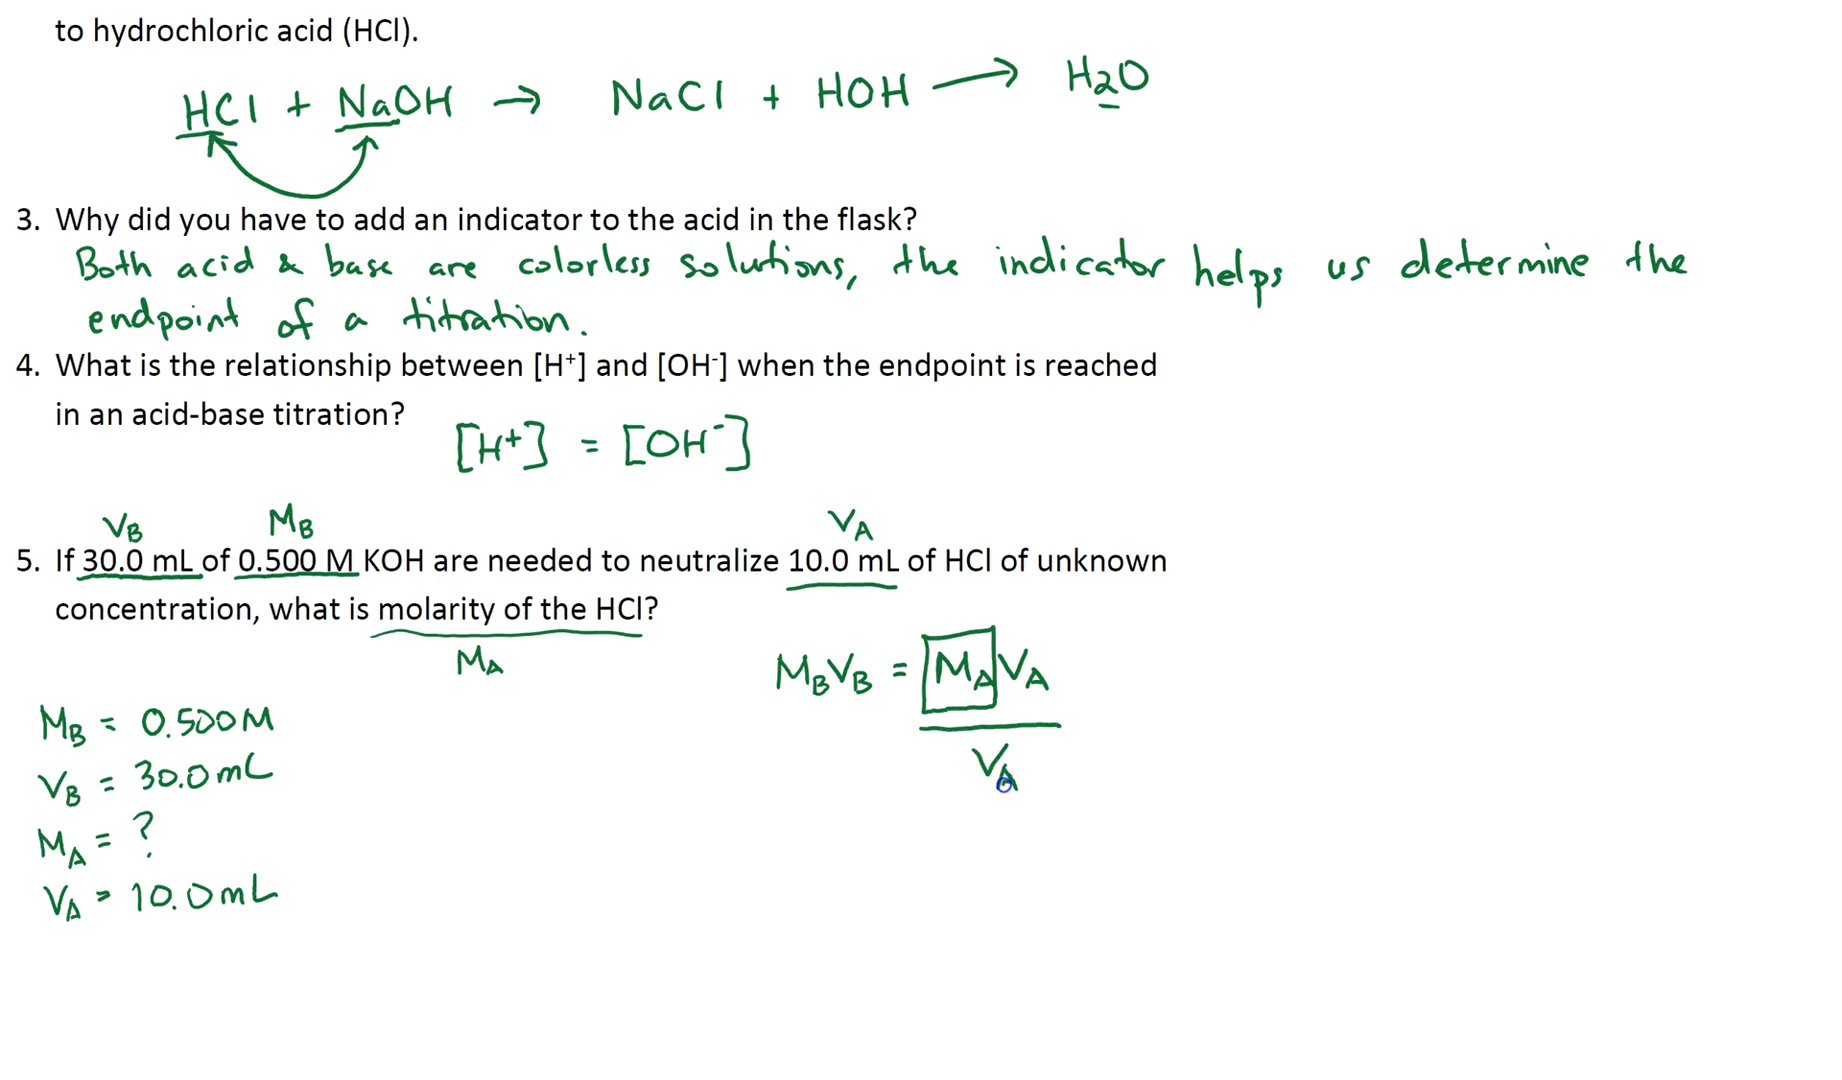 to hydrochloric acid (HCl).
HCl + NaOH → NaCl + HOH → H2O
3. Why did you have to add an indicator to the acid in the flask?
Both acid & base are colorless solutions, the indicator helps us determine the
endpoint of a titration.
4. What is the relationship between [H⁺] and [OH⁻] when the endpoint is reached
in an acid-base titration?
[H⁺] = [OH⁻]
VB MB VA
5. If 30.0 mL of 0.500 M KOH are needed to neutralize 10.0 mL of HCl of unknown
concentration, what is molarity of the HCl?
MA
MBVB = MAVA
VA
MB = 0.500M
VB = 30.0mL
MA = ?
VA = 10.0mL